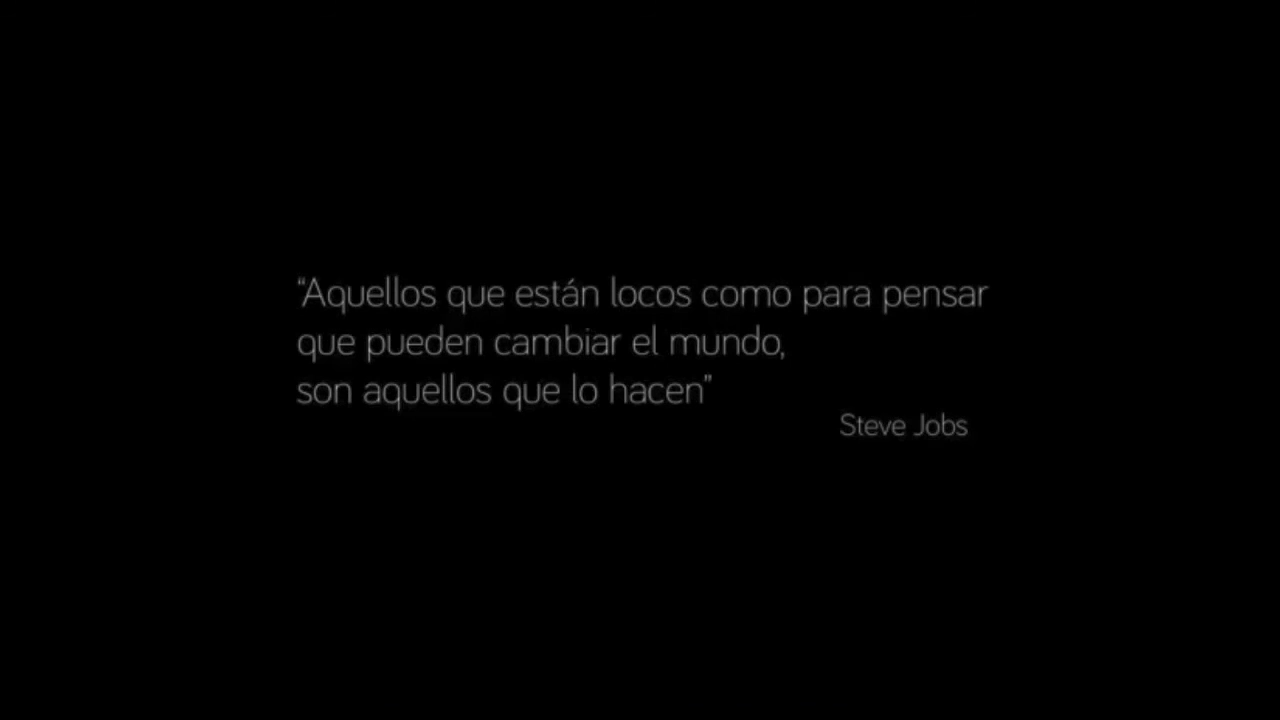 “Aquellos que están locos como para pensar
que pueden cambiar el mundo,
son aquellos que lo hacen”
Steve Jobs